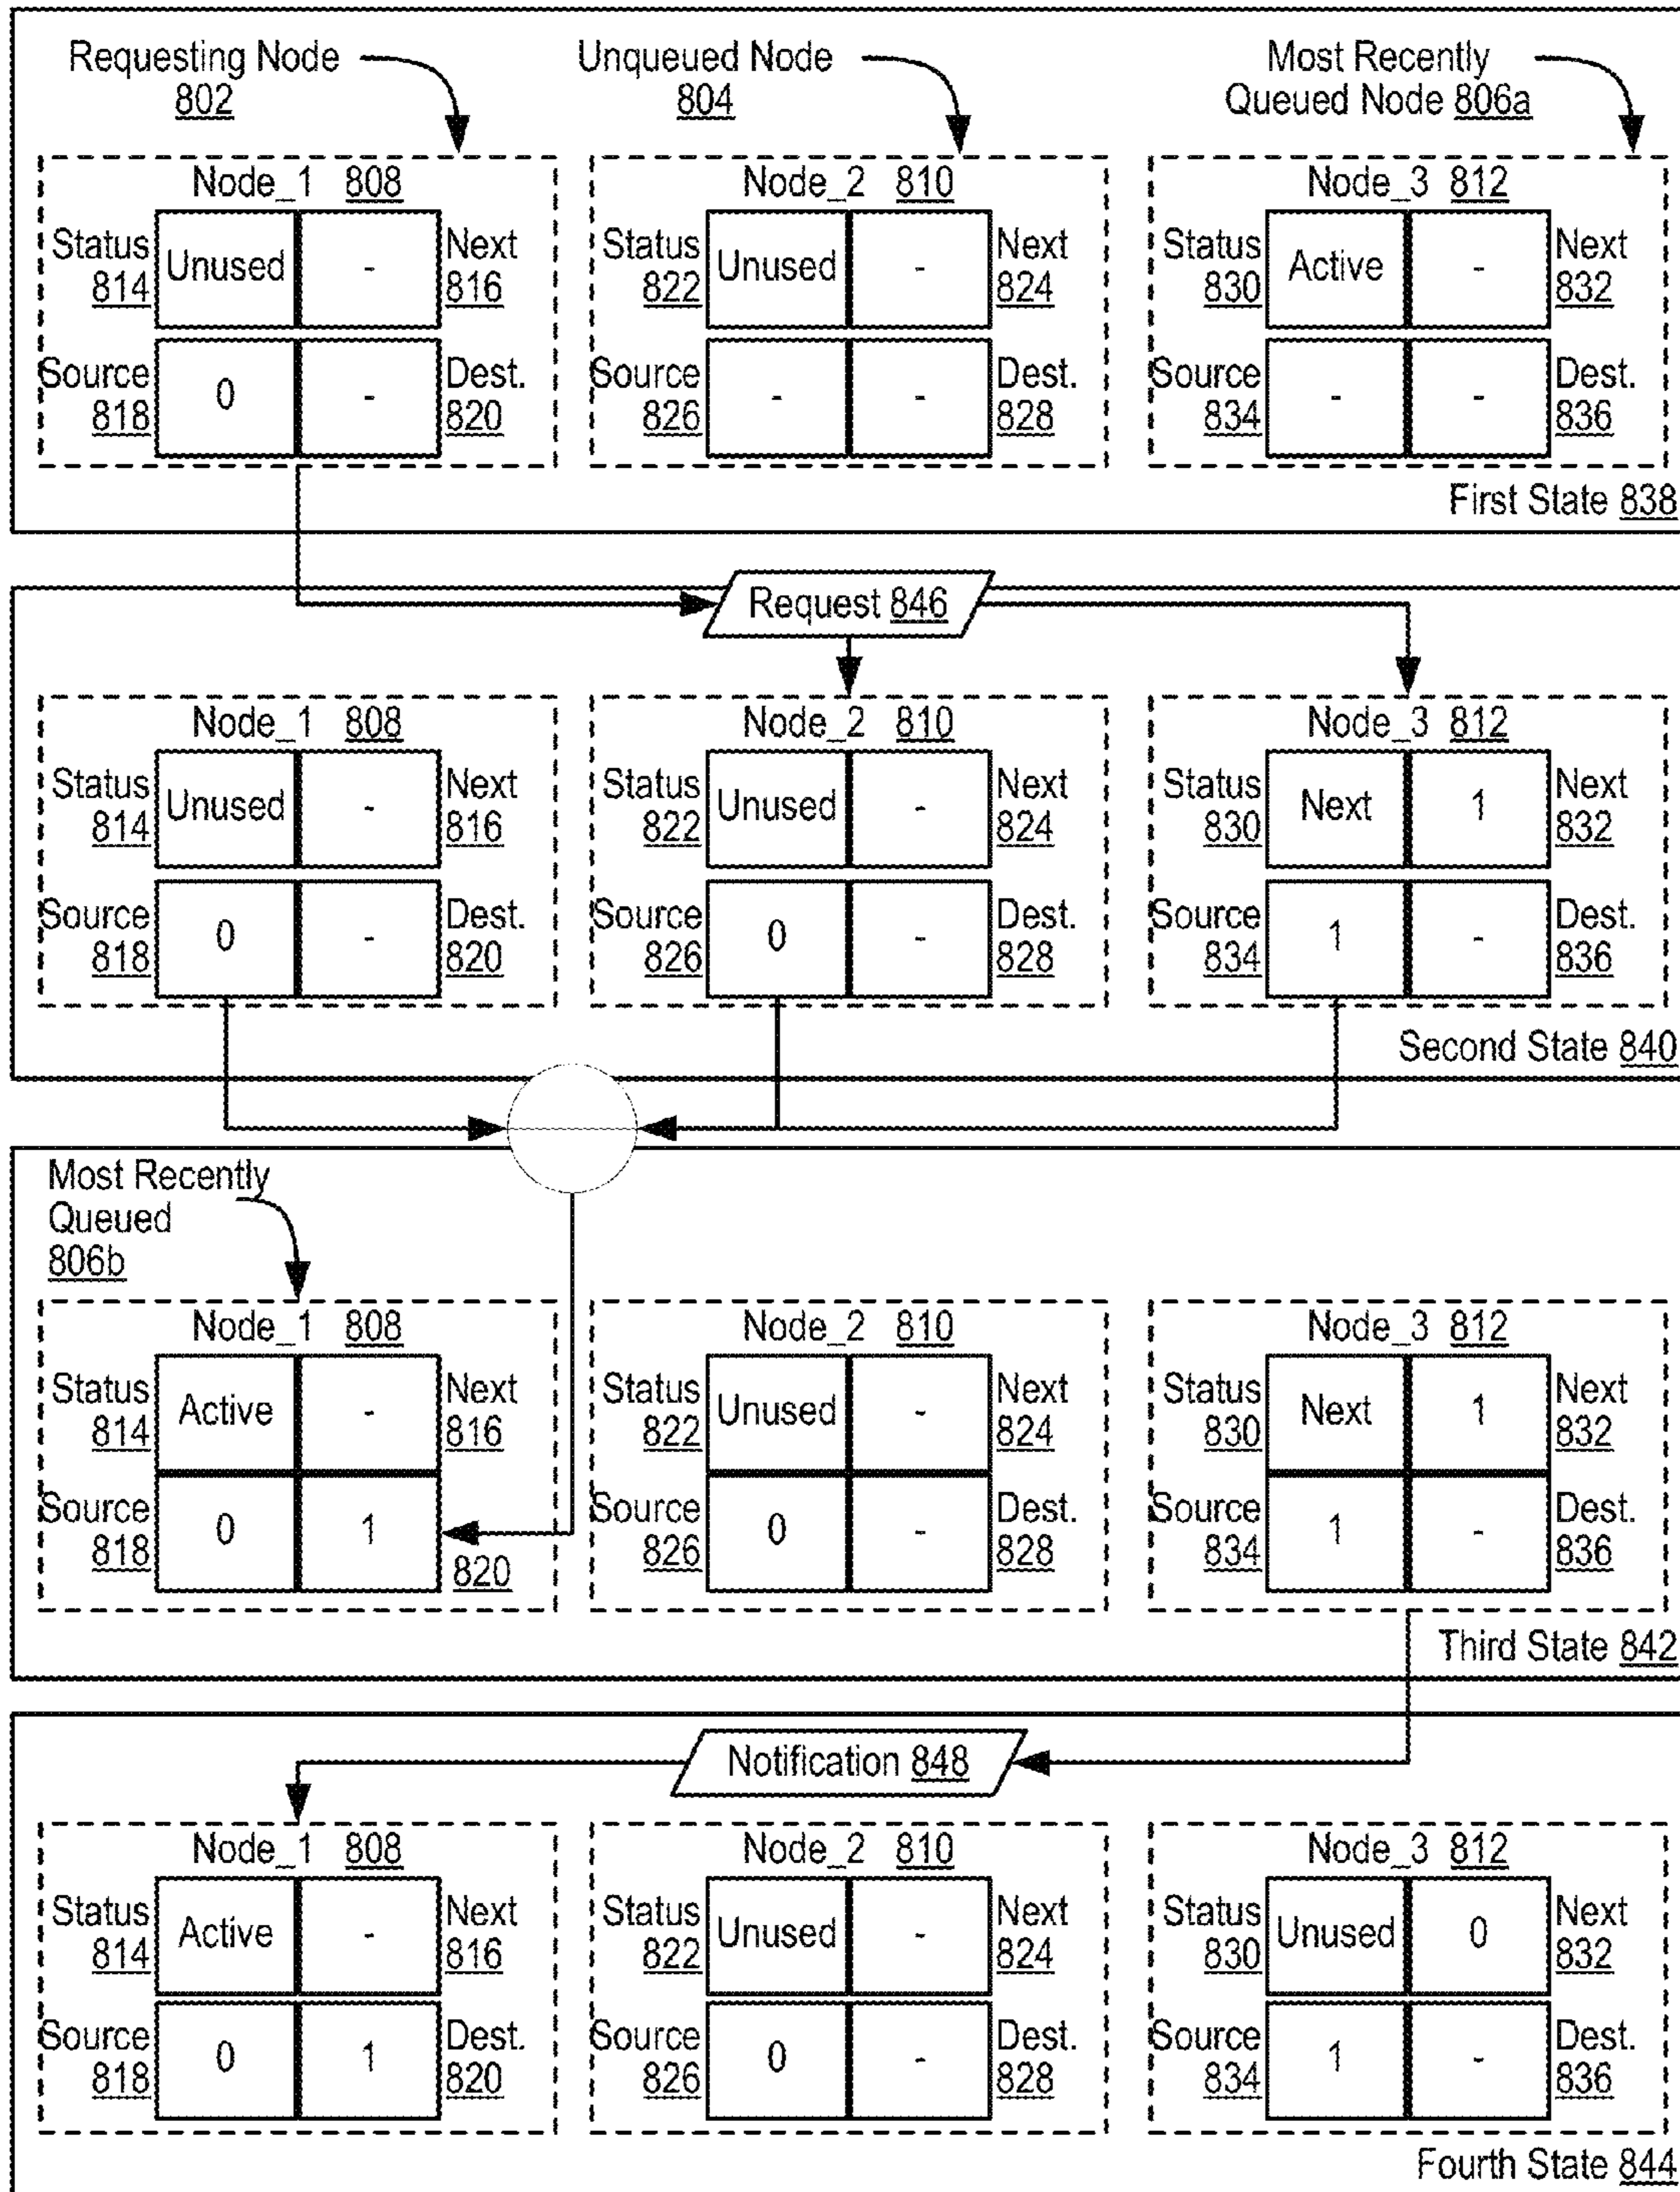 Requesting Node
802
Unqueued Node
804
Most Recently
Queued Node 806a
Node_1 808
Status
814
Unused
-
Next
816
Source
818
0
-
Dest.
820
Node_2 810
Status
822
Unused
-
Next
824
Source
826
-
-
Dest.
828
Node_3 812
Status
830
Active
-
Next
832
Source
834
-
-
Dest.
836
First State 838
Request 846
Node_1 808
Status
814
Unused
-
Next
816
Source
818
0
-
Dest.
820
Node_2 810
Status
822
Unused
-
Next
824
Source
826
0
-
Dest.
828
Node_3 812
Status
830
Next
1
Next
832
Source
834
1
-
Dest.
836
Second State 840
Most Recently
Queued
806b
Node_1 808
Status
814
Active
-
Next
816
Source
818
0
1
820
Node_2 810
Status
822
Unused
-
Next
824
Source
826
0
-
Dest.
828
Node_3 812
Status
830
Next
1
Next
832
Source
834
1
-
Dest.
836
Third State 842
Notification 848
Node_1 808
Status
814
Active
-
Next
816
Source
818
0
1
Dest.
820
Node_2 810
Status
822
Unused
-
Next
824
Source
826
0
-
Dest.
828
Node_3 812
Status
830
Unused
0
Next
832
Source
834
1
-
Dest.
836
Fourth State 844